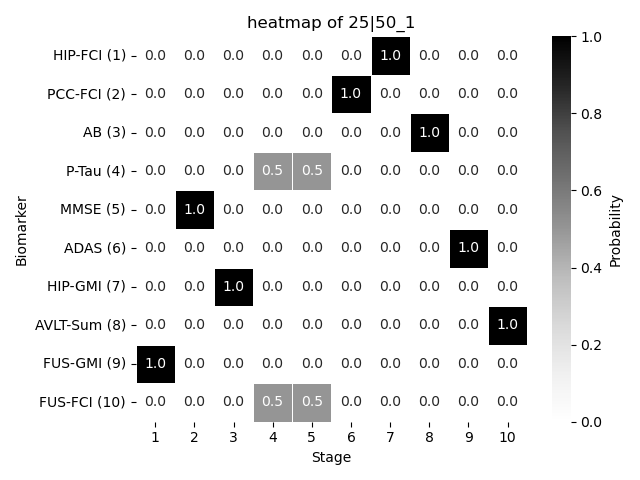 heatmap of 25|50_1
HIP-FCI (1) 0.0 0.0 0.0 0.0 0.0 0.0 1.0 0.0 0.0 0.0
PCC-FCI (2) 0.0 0.0 0.0 0.0 0.0 1.0 0.0 0.0 0.0 0.0
AB (3) 0.0 0.0 0.0 0.0 0.0 0.0 0.0 1.0 0.0 0.0
P-Tau (4) 0.0 0.0 0.0 0.5 0.5 0.0 0.0 0.0 0.0 0.0
MMSE (5) 0.0 1.0 0.0 0.0 0.0 0.0 0.0 0.0 0.0 0.0
ADAS (6) 0.0 0.0 0.0 0.0 0.0 0.0 0.0 0.0 1.0 0.0
HIP-GMI (7) 0.0 0.0 1.0 0.0 0.0 0.0 0.0 0.0 0.0 0.0
AVLT-Sum (8) 0.0 0.0 0.0 0.0 0.0 0.0 0.0 0.0 0.0 1.0
FUS-GMI (9) 1.0 0.0 0.0 0.0 0.0 0.0 0.0 0.0 0.0 0.0
FUS-FCI (10) 0.0 0.0 0.0 0.5 0.5 0.0 0.0 0.0 0.0 0.0
1 2 3 4 5 6 7 8 9 10
Stage
Biomarker
1.0
0.8
0.6
0.4
0.2
0.0
Probability